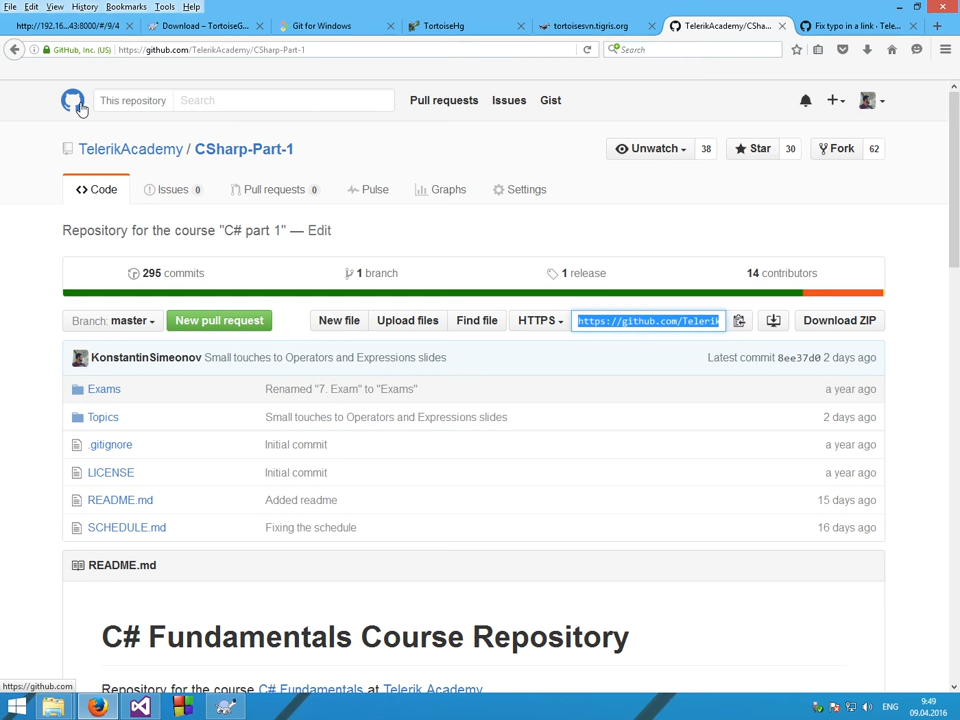 File Edit View History Bookmarks Tools Help
http://192.16...43:8000/#/9/4 Download – TortoiseG... Git for Windows TortoiseHg tortoisesvn.tigris.org TelerikAcademy/CSha... Fix typo in a link · Tele...
GitHub, Inc. (US) https://github.com/TelerikAcademy/CSharp-Part-1 Search
This repository Search Pull requests Issues Gist
TelerikAcademy / CSharp-Part-1 Unwatch 38 Star 30 Fork 62
Code Issues 0 Pull requests 0 Pulse Graphs Settings
Repository for the course "C# part 1" — Edit
295 commits 1 branch 1 release 14 contributors
Branch: master New pull request New file Upload files Find file HTTPS https://github.com/Telerik Download ZIP
KonstantinSimeonov Small touches to Operators and Expressions slides Latest commit 8ee37d0 2 days ago
Exams Renamed "7. Exam" to "Exams" a year ago
Topics Small touches to Operators and Expressions slides 2 days ago
.gitignore Initial commit a year ago
LICENSE Initial commit a year ago
README.md Added readme 15 days ago
SCHEDULE.md Fixing the schedule 16 days ago
README.md
C# Fundamentals Course Repository
Repository for the course C# Fundamentals at Telerik Academy
https://github.com
ENG 9:49
09.04.2016